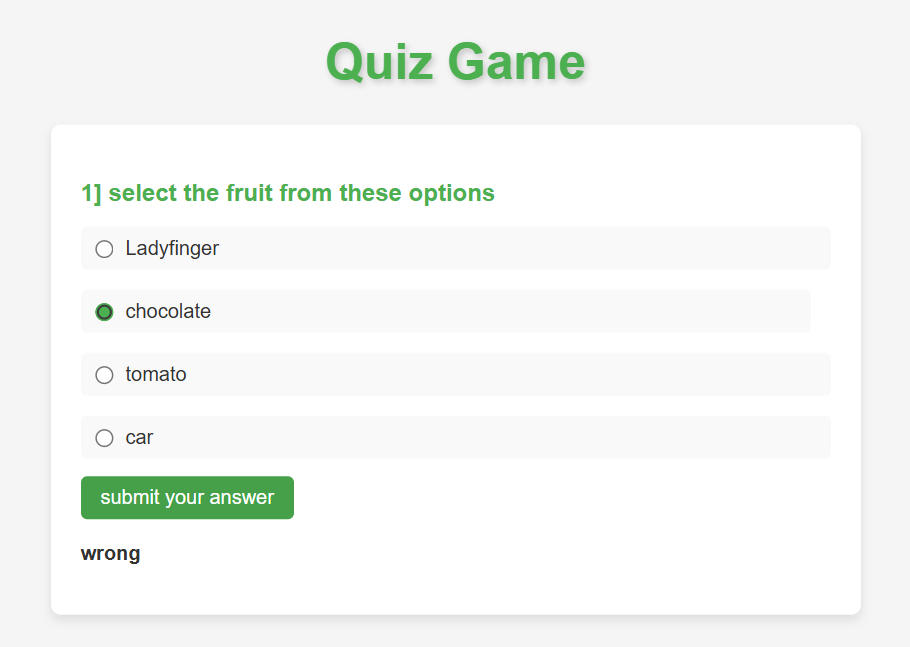 Quiz Game
1] select the fruit from these options
Ladyfinger
chocolate
tomato
car
submit your answer
wrong